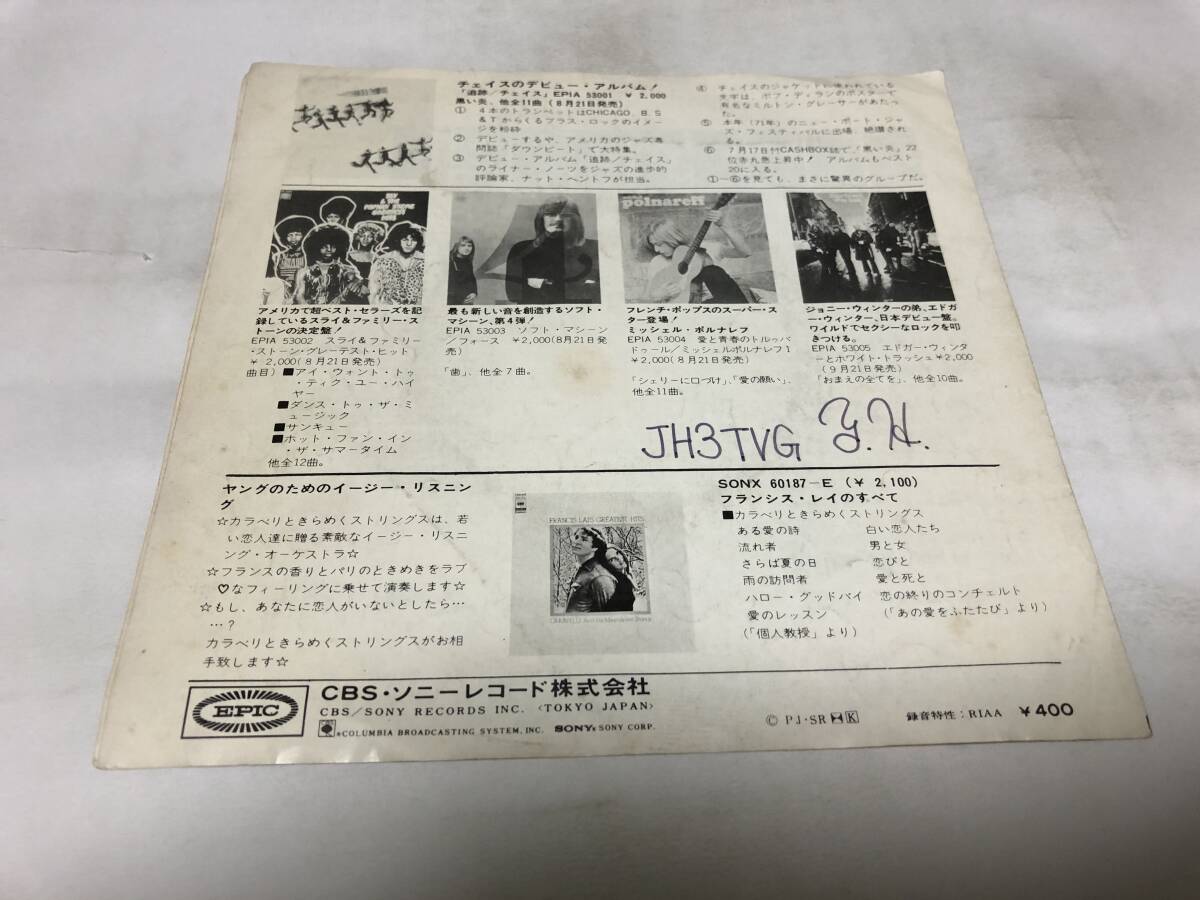 チェイスのデビュー・アルバム!
「追跡/チェイス」EPIA 53001 ¥2,000
黒い炎、他全11曲(8月21日発売)
① 4本のトランペットはCHICAGO、B.S
&Tからくるブラス・ロックのイメー
ジを粉砕
② デビューするや、アメリカのジャズ専
門誌「ダウンビート」で大特集。
③ デビュー・アルバム「追跡/チェイス」
のライナー・ノーツをジャズの進歩的
評論家、ナット・ヘントフが担当。
④ チェイスのジャケットに使われている
文字は、ボブ・ディランのポスターで
有名なミルトン・グレーサーがあたっ
た。
⑤ 本年('71年)のニュー・ポート・ジャ
ズ・フェスティバルに出場、絶讃され
る。
⑥ 7月17日付CASHBOX誌で「黒い炎」22
位赤丸急上昇中! アルバムもベスト
20に入る。
①-⑥を見ても、まさに驚異のグループだ。
SLY
& THE
FAMILY STONE
GREATEST
HITS
polnareff
アメリカで超ベスト・セラーズを記
録しているスライ&ファミリー・ス
トーンの決定盤!
EPIA 53002 スライ&ファミリー
・ストーン・グレーテスト・ヒット
¥2,000(8月21日発売)
曲目) ■アイ・ウォント・トゥ
・ティク・ユー・ハイ
ヤー
■ダンス・トゥ・ザ・ミ
ュージック
■サンキュー
■ホット・ファン・イン
・ザ・サマータイム
他全12曲。
最も新しい音を創造するソフト・
マシーン、第4弾!
EPIA 53003 ソフト・マシーン
/フォース ¥2,000(8月21日発
売)
「歯」、他全7曲。
フレンチ・ポップスのスーパー・ス
ター登場!
ミッシェル・ポルナレフ
EPIA 53004 愛と青春のトルゥバ
ドゥール/ミッシェルポルナレフ1
¥2,000(8月21日発売)
「シェリーに口づけ」、「愛の願い」、
他全11曲。
ジョニー・ウィンターの弟、エドガ
ー・ウィンター、日本デビュー盤。
ワイルドでセクシーなロックを叩
きつける。
EPIA 53005 エドガー・ウィンタ
ーとホワイト・トラッシュ¥2,000
(9月21日発売)
「おまえの全てを」、他全10曲。
JH3TVG Y.H.
ヤングのためのイージー・リスニン
グ
☆カラベリときらめくストリングスは、若
い恋人達に贈る素敵なイージー・リスニ
ング・オーケストラ☆
☆フランスの香りとパリのときめきをラブ
♡なフィーリングに乗せて演奏します☆
☆もし、あなたに恋人がいないとしたら…
…?
カラベリときらめくストリングスがお相
手致します☆
FRANCIS LAI'S GREATEST HITS
SONX 60187-E (¥ 2,100)
フランシス・レイのすべて
■カラベリときらめくストリングス
ある愛の詩 白い恋人たち
流れ者 男と女
さらば夏の日 恋びと
雨の訪問者 愛と死と
ハロー・グッドバイ 恋の終りのコンチェルト
愛のレッスン (「あの愛をふたたび」より)
(「個人教授」より)
EPIC
CBS・ソニーレコード株式会社
CBS/SONY RECORDS INC. 〈TOKYO JAPAN〉
®COLUMBIA BROADCASTING SYSTEM, INC. SONY® SONY CORP.
Ⓒ PJ・SR K 録音特性:RIAA ¥400